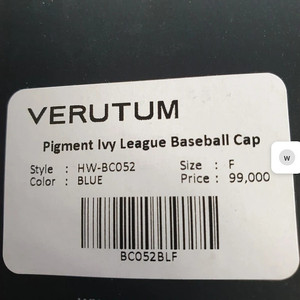 VERUTUM
Pigment Ivy League Baseball Cap
Style : HW-BC052 Size : F
Color : BLUE Price : 99,000
BC052BLF
W